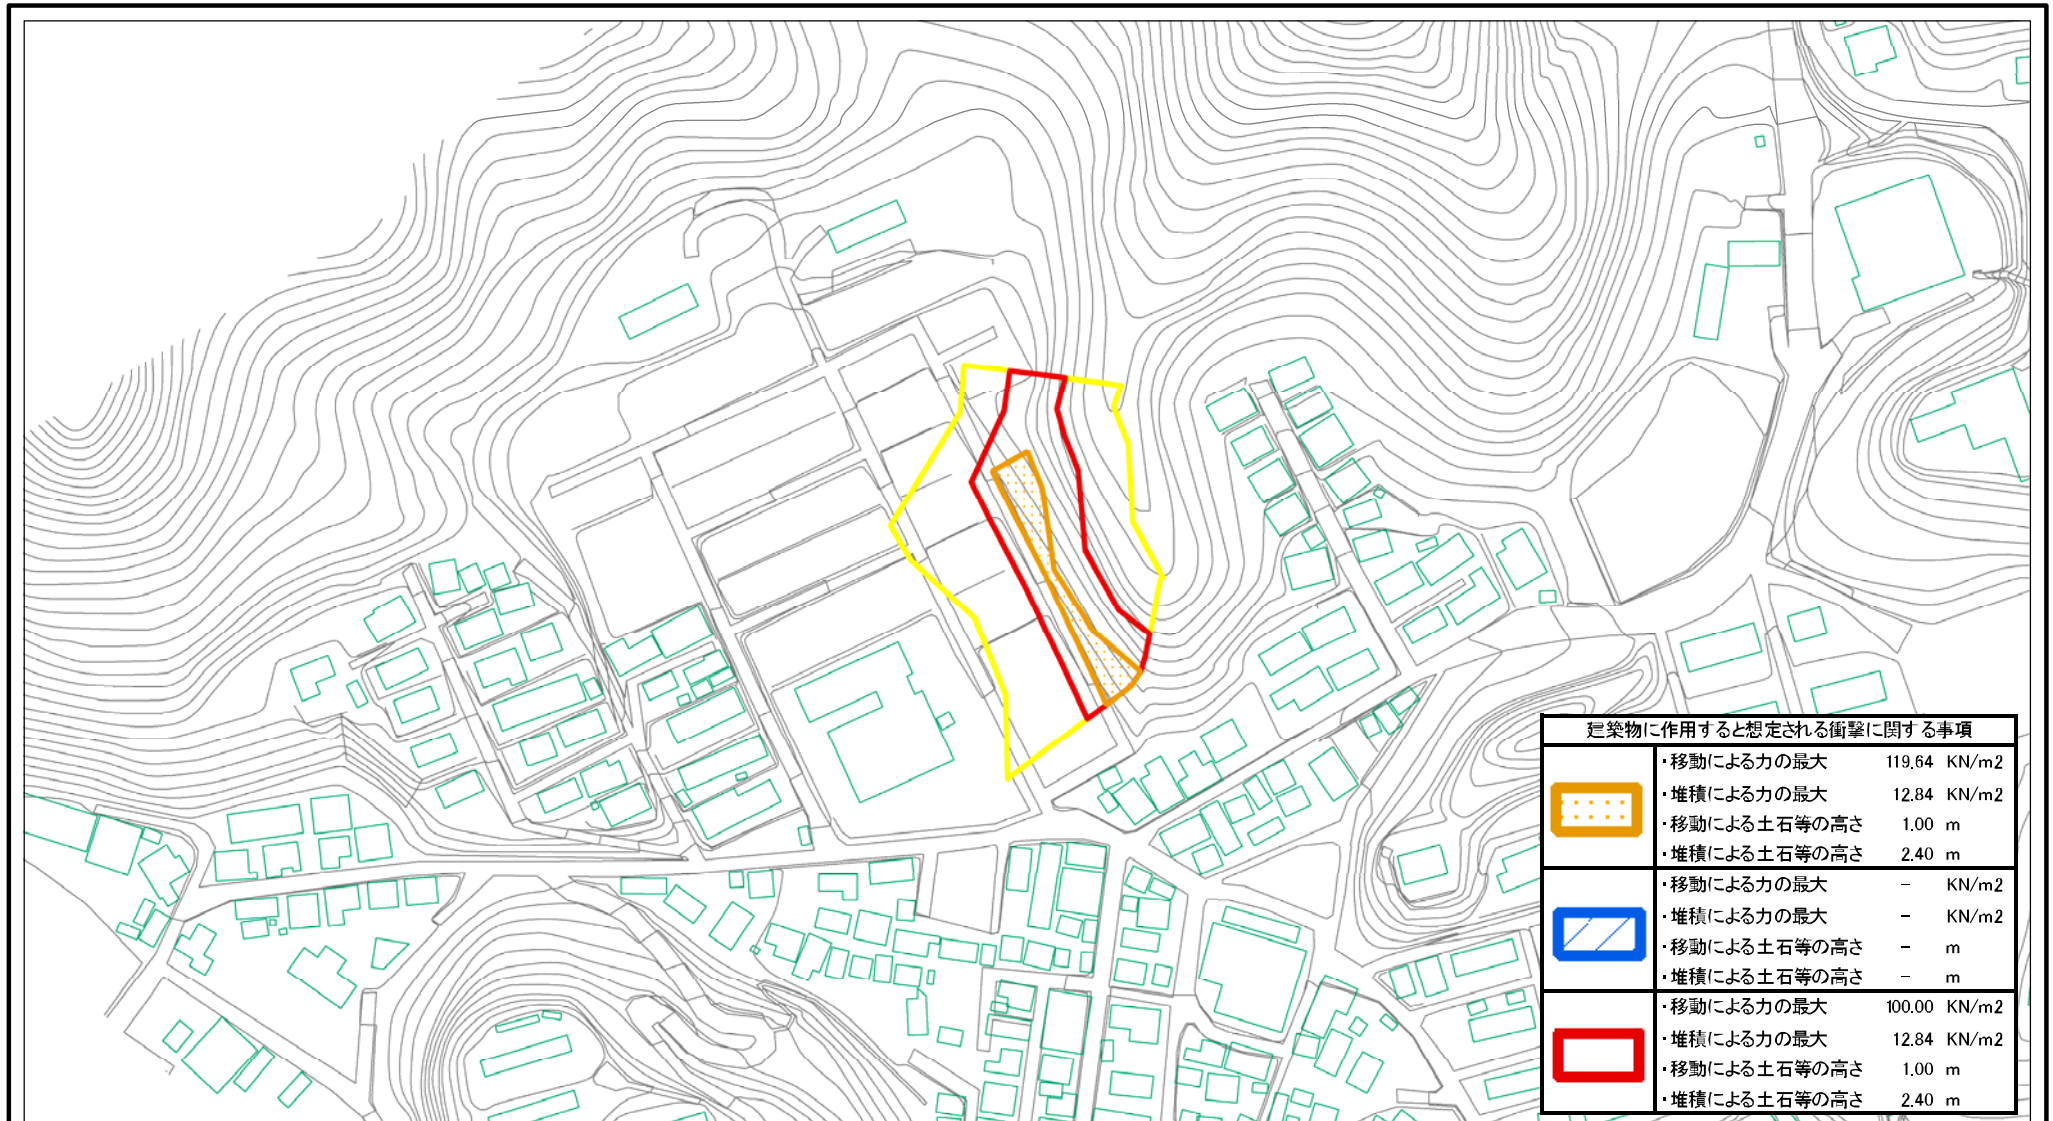 建築物に作用すると想定される衝撃に関する事項
・移動による力の最大 119.64 KN/m2
・堆積による力の最大 12.84 KN/m2
・移動による土石等の高さ 1.00 m
・堆積による土石等の高さ 2.40 m
・移動による力の最大 - KN/m2
・堆積による力の最大 - KN/m2
・移動による土石等の高さ - m
・堆積による土石等の高さ - m
・移動による力の最大 100.00 KN/m2
・堆積による力の最大 12.84 KN/m2
・移動による土石等の高さ 1.00 m
・堆積による土石等の高さ 2.40 m